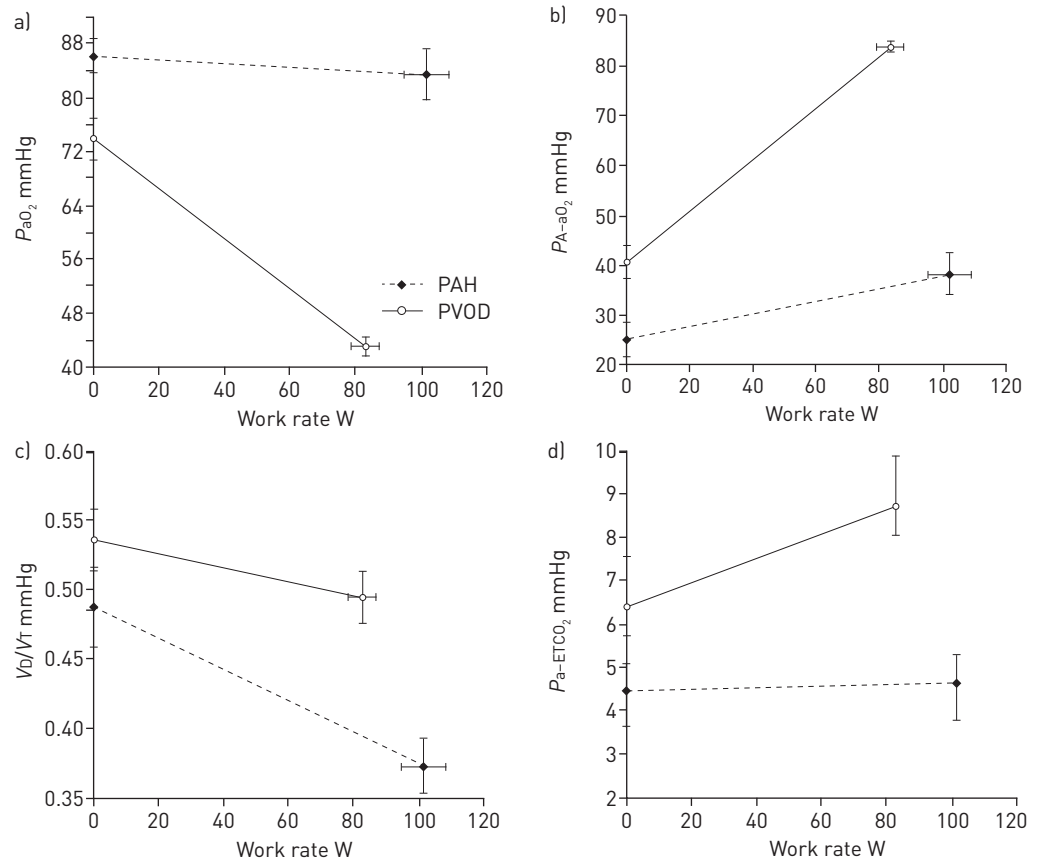 a)
88
80
72
64
56
48
40
PaO2 mmHg
PAH
PVOD
0 20 40 60 80 100 120
Work rate W
b)
90
80
70
60
50
40
30
20
PA–aO2 mmHg
0 20 40 60 80 100 120
Work rate W
c)
0.60
0.55
0.50
0.45
0.40
0.35
VD/VT mmHg
0 20 40 60 80 100 120
Work rate W
d)
10
9
8
7
6
5
4
3
2
Pa–ETCO2 mmHg
0 20 40 60 80 100 120
Work rate W